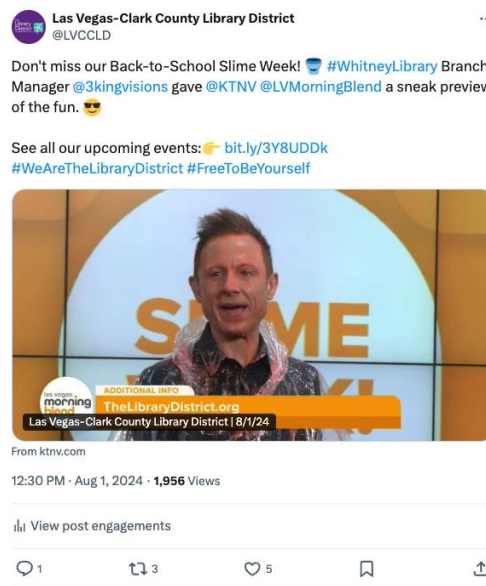 Las Vegas-Clark County Library District
@LVCCLD
Don't miss our Back-to-School Slime Week! 🪣 #WhitneyLibrary Branch
Manager @3kingvisions gave @KTNV @LVMorningBlend a sneak preview
of the fun. 😎
See all our upcoming events:👉 bit.ly/3Y8UDDk
#WeAreTheLibraryDistrict #FreeToBeYourself
las vegas
morning
blend
ADDITIONAL INFO
TheLibraryDistrict.org
Las Vegas-Clark County Library District | 8/1/24
From ktnv.com
12:30 PM · Aug 1, 2024 · 1,956 Views
View post engagements
1
3
5